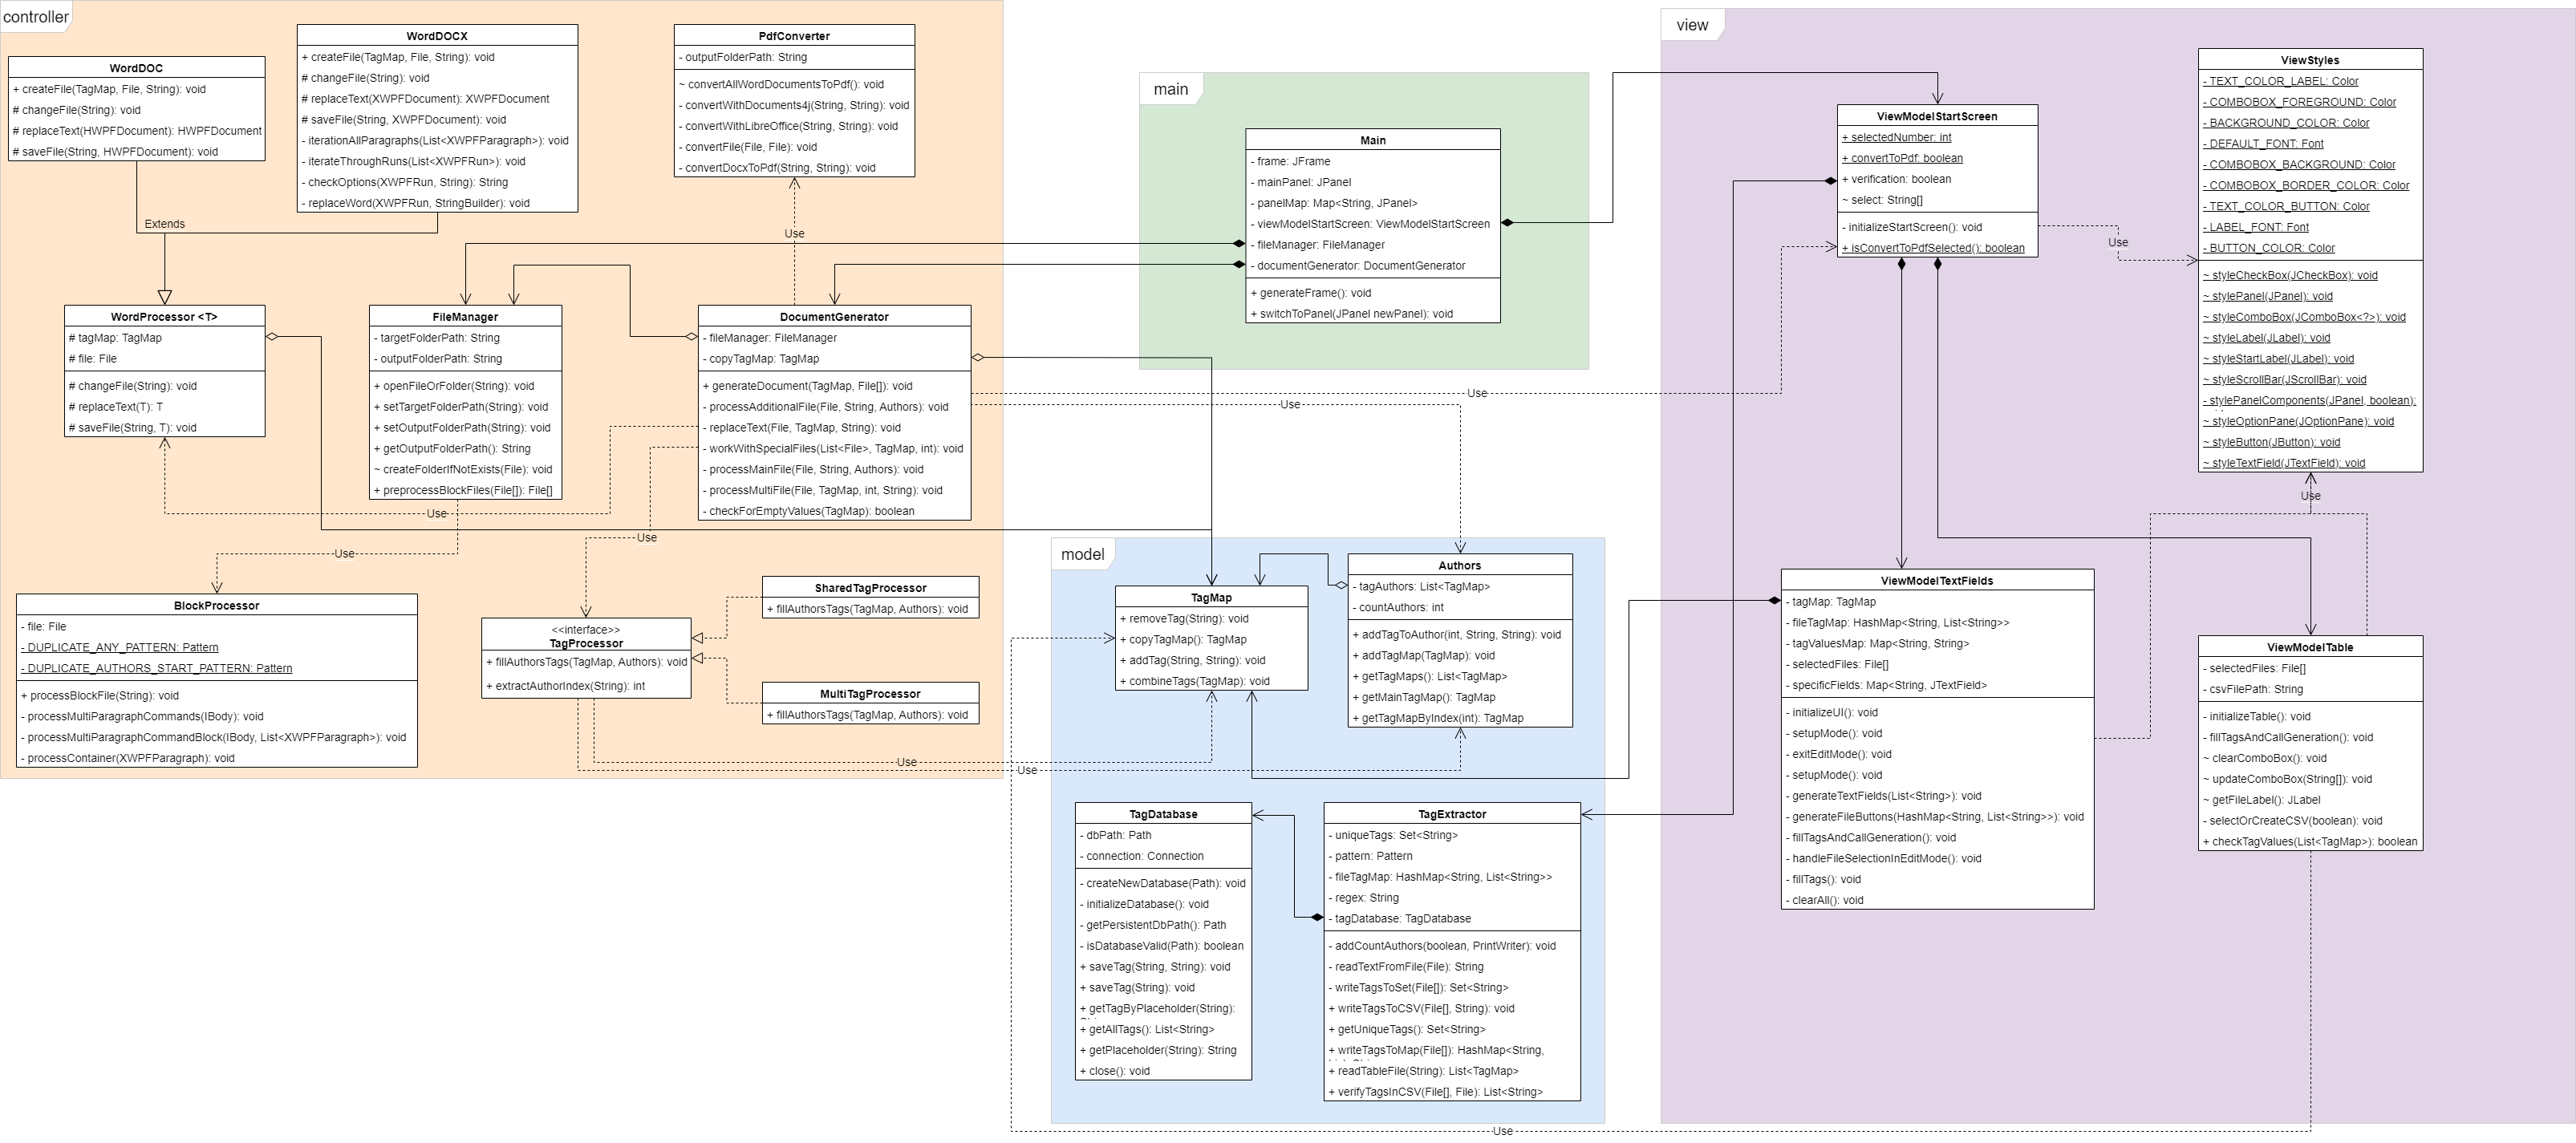 controller
WordDOC
+ createFile(TagMap, File, String): void
# changeFile(String): void
# replaceText(HWPFDocument): HWPFDocument
# saveFile(String, HWPFDocument): void
WordDOCX
+ createFile(TagMap, File, String): void
# changeFile(String): void
# replaceText(XWPFDocument): XWPFDocument
# saveFile(String, XWPFDocument): void
- iterationAllParagraphs(List<XWPFParagraph>): void
- iterateThroughRuns(List<XWPFRun>): void
- checkOptions(XWPFRun, String): String
- replaceWord(XWPFRun, StringBuilder): void
PdfConverter
- outputFolderPath: String
~ convertAllWordDocumentsToPdf(): void
- convertWithDocuments4j(String, String): void
- convertWithLibreOffice(String, String): void
- convertFile(File, File): void
- convertDocxToPdf(String, String): void
Extends
Use
WordProcessor <T>
# tagMap: TagMap
# file: File
# changeFile(String): void
# replaceText(T): T
# saveFile(String, T): void
FileManager
- targetFolderPath: String
- outputFolderPath: String
+ openFileOrFolder(String): void
+ setTargetFolderPath(String): void
+ setOutputFolderPath(String): void
+ getOutputFolderPath(): String
~ createFolderIfNotExists(File): void
+ preprocessBlockFiles(File[]): File[]
DocumentGenerator
- fileManager: FileManager
- copyTagMap: TagMap
+ generateDocument(TagMap, File[]): void
- processAdditionalFile(File, String, Authors): void
- replaceText(File, TagMap, String): void
- workWithSpecialFiles(List<File>, TagMap, int): void
- processMainFile(File, String, Authors): void
- processMultiFile(File, TagMap, int, String): void
- checkForEmptyValues(TagMap): boolean
Use
Use
Use
BlockProcessor
- file: File
- DUPLICATE_ANY_PATTERN: Pattern
- DUPLICATE_AUTHORS_START_PATTERN: Pattern
+ processBlockFile(String): void
- processMultiParagraphCommands(IBody): void
- processMultiParagraphCommandBlock(IBody, List<XWPFParagraph>): void
- processContainer(XWPFParagraph): void
<<interface>>
TagProcessor
+ fillAuthorsTags(TagMap, Authors): void
+ extractAuthorIndex(String): int
SharedTagProcessor
+ fillAuthorsTags(TagMap, Authors): void
MultiTagProcessor
+ fillAuthorsTags(TagMap, Authors): void
Use
Use
main
Main
- frame: JFrame
- mainPanel: JPanel
- panelMap: Map<String, JPanel>
- viewModelStartScreen: ViewModelStartScreen
- fileManager: FileManager
- documentGenerator: DocumentGenerator
+ generateFrame(): void
+ switchToPanel(JPanel newPanel): void
Use
Use
model
TagMap
+ removeTag(String): void
+ copyTagMap(): TagMap
+ addTag(String, String): void
+ combineTags(TagMap): void
Authors
- tagAuthors: List<TagMap>
- countAuthors: int
+ addTagToAuthor(int, String, String): void
+ addTagMap(TagMap): void
+ getTagMaps(): List<TagMap>
+ getMainTagMap(): TagMap
+ getTagMapByIndex(int): TagMap
TagDatabase
- dbPath: Path
- connection: Connection
- createNewDatabase(Path): void
- initializeDatabase(): void
- getPersistentDbPath(): Path
- isDatabaseValid(Path): boolean
+ saveTag(String, String): void
+ saveTag(String): void
+ getTagByPlaceholder(String):
+ getAllTags(): List<String>
+ getPlaceholder(String): String
+ close(): void
TagExtractor
- uniqueTags: Set<String>
- pattern: Pattern
- fileTagMap: HashMap<String, List<String>>
- regex: String
- tagDatabase: TagDatabase
- addCountAuthors(boolean, PrintWriter): void
- readTextFromFile(File): String
- writeTagsToSet(File[]): Set<String>
+ writeTagsToCSV(File[], String): void
+ getUniqueTags(): Set<String>
+ writeTagsToMap(File[]): HashMap<String,
+ readTableFile(String): List<TagMap>
+ verifyTagsInCSV(File[], File): List<String>
Use
view
ViewModelStartScreen
+ selectedNumber: int
+ convertToPdf: boolean
+ verification: boolean
~ select: String[]
- initializeStartScreen(): void
+ isConvertToPdfSelected(): boolean
Use
ViewStyles
- TEXT_COLOR_LABEL: Color
- COMBOBOX_FOREGROUND: Color
- BACKGROUND_COLOR: Color
- DEFAULT_FONT: Font
- COMBOBOX_BACKGROUND: Color
- COMBOBOX_BORDER_COLOR: Color
- TEXT_COLOR_BUTTON: Color
- LABEL_FONT: Font
- BUTTON_COLOR: Color
~ styleCheckBox(JCheckBox): void
~ stylePanel(JPanel): void
~ styleComboBox(JComboBox<?>): void
~ styleLabel(JLabel): void
~ styleStartLabel(JLabel): void
~ styleScrollBar(JScrollBar): void
- stylePanelComponents(JPanel, boolean):
~ styleOptionPane(JOptionPane): void
~ styleButton(JButton): void
~ styleTextField(JTextField): void
Use
ViewModelTextFields
- tagMap: TagMap
- fileTagMap: HashMap<String, List<String>>
- tagValuesMap: Map<String, String>
- selectedFiles: File[]
- specificFields: Map<String, JTextField>
- initializeUI(): void
- setupMode(): void
- exitEditMode(): void
- setupMode(): void
- generateTextFields(List<String>): void
- generateFileButtons(HashMap<String, List<String>>): void
- fillTagsAndCallGeneration(): void
- handleFileSelectionInEditMode(): void
- fillTags(): void
- clearAll(): void
ViewModelTable
- selectedFiles: File[]
- csvFilePath: String
- initializeTable(): void
- fillTagsAndCallGeneration(): void
~ clearComboBox(): void
~ updateComboBox(String[]): void
~ getFileLabel(): JLabel
- selectOrCreateCSV(boolean): void
+ checkTagValues(List<TagMap>): boolean